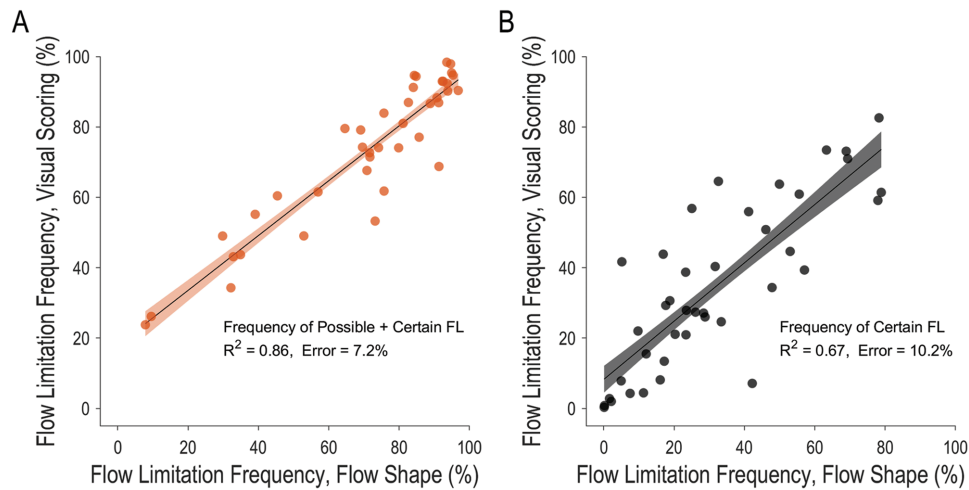 A
Flow Limitation Frequency, Visual Scoring (%)
100
80
60
40
20
0
Frequency of Possible + Certain FL
R² = 0.86, Error = 7.2%
0 20 40 60 80 100
Flow Limitation Frequency, Flow Shape (%)
B
Flow Limitation Frequency, Visual Scoring (%)
100
80
60
40
20
0
Frequency of Certain FL
R² = 0.67, Error = 10.2%
0 20 40 60 80 100
Flow Limitation Frequency, Flow Shape (%)